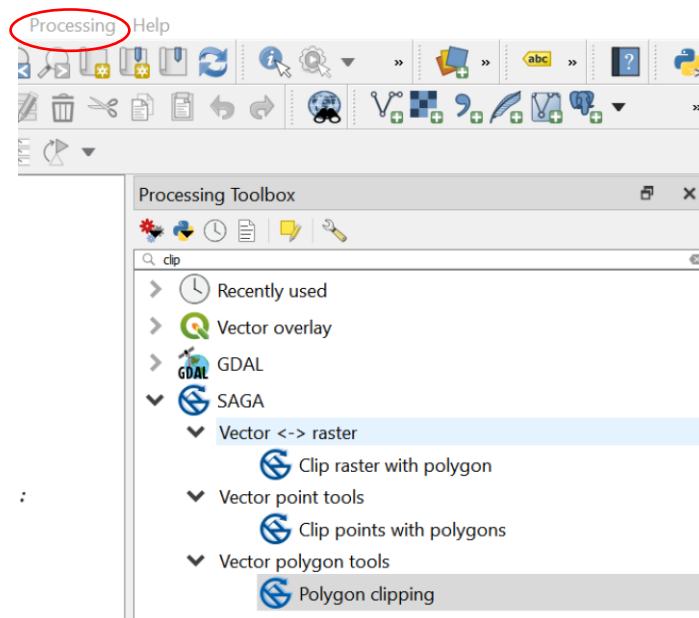 Processing Help
» » abc » ?
»
Processing Toolbox
clip
Recently used
Vector overlay
GDAL GDAL
SAGA
Vector <-> raster
Clip raster with polygon
:
Vector point tools
Clip points with polygons
Vector polygon tools
Polygon clipping